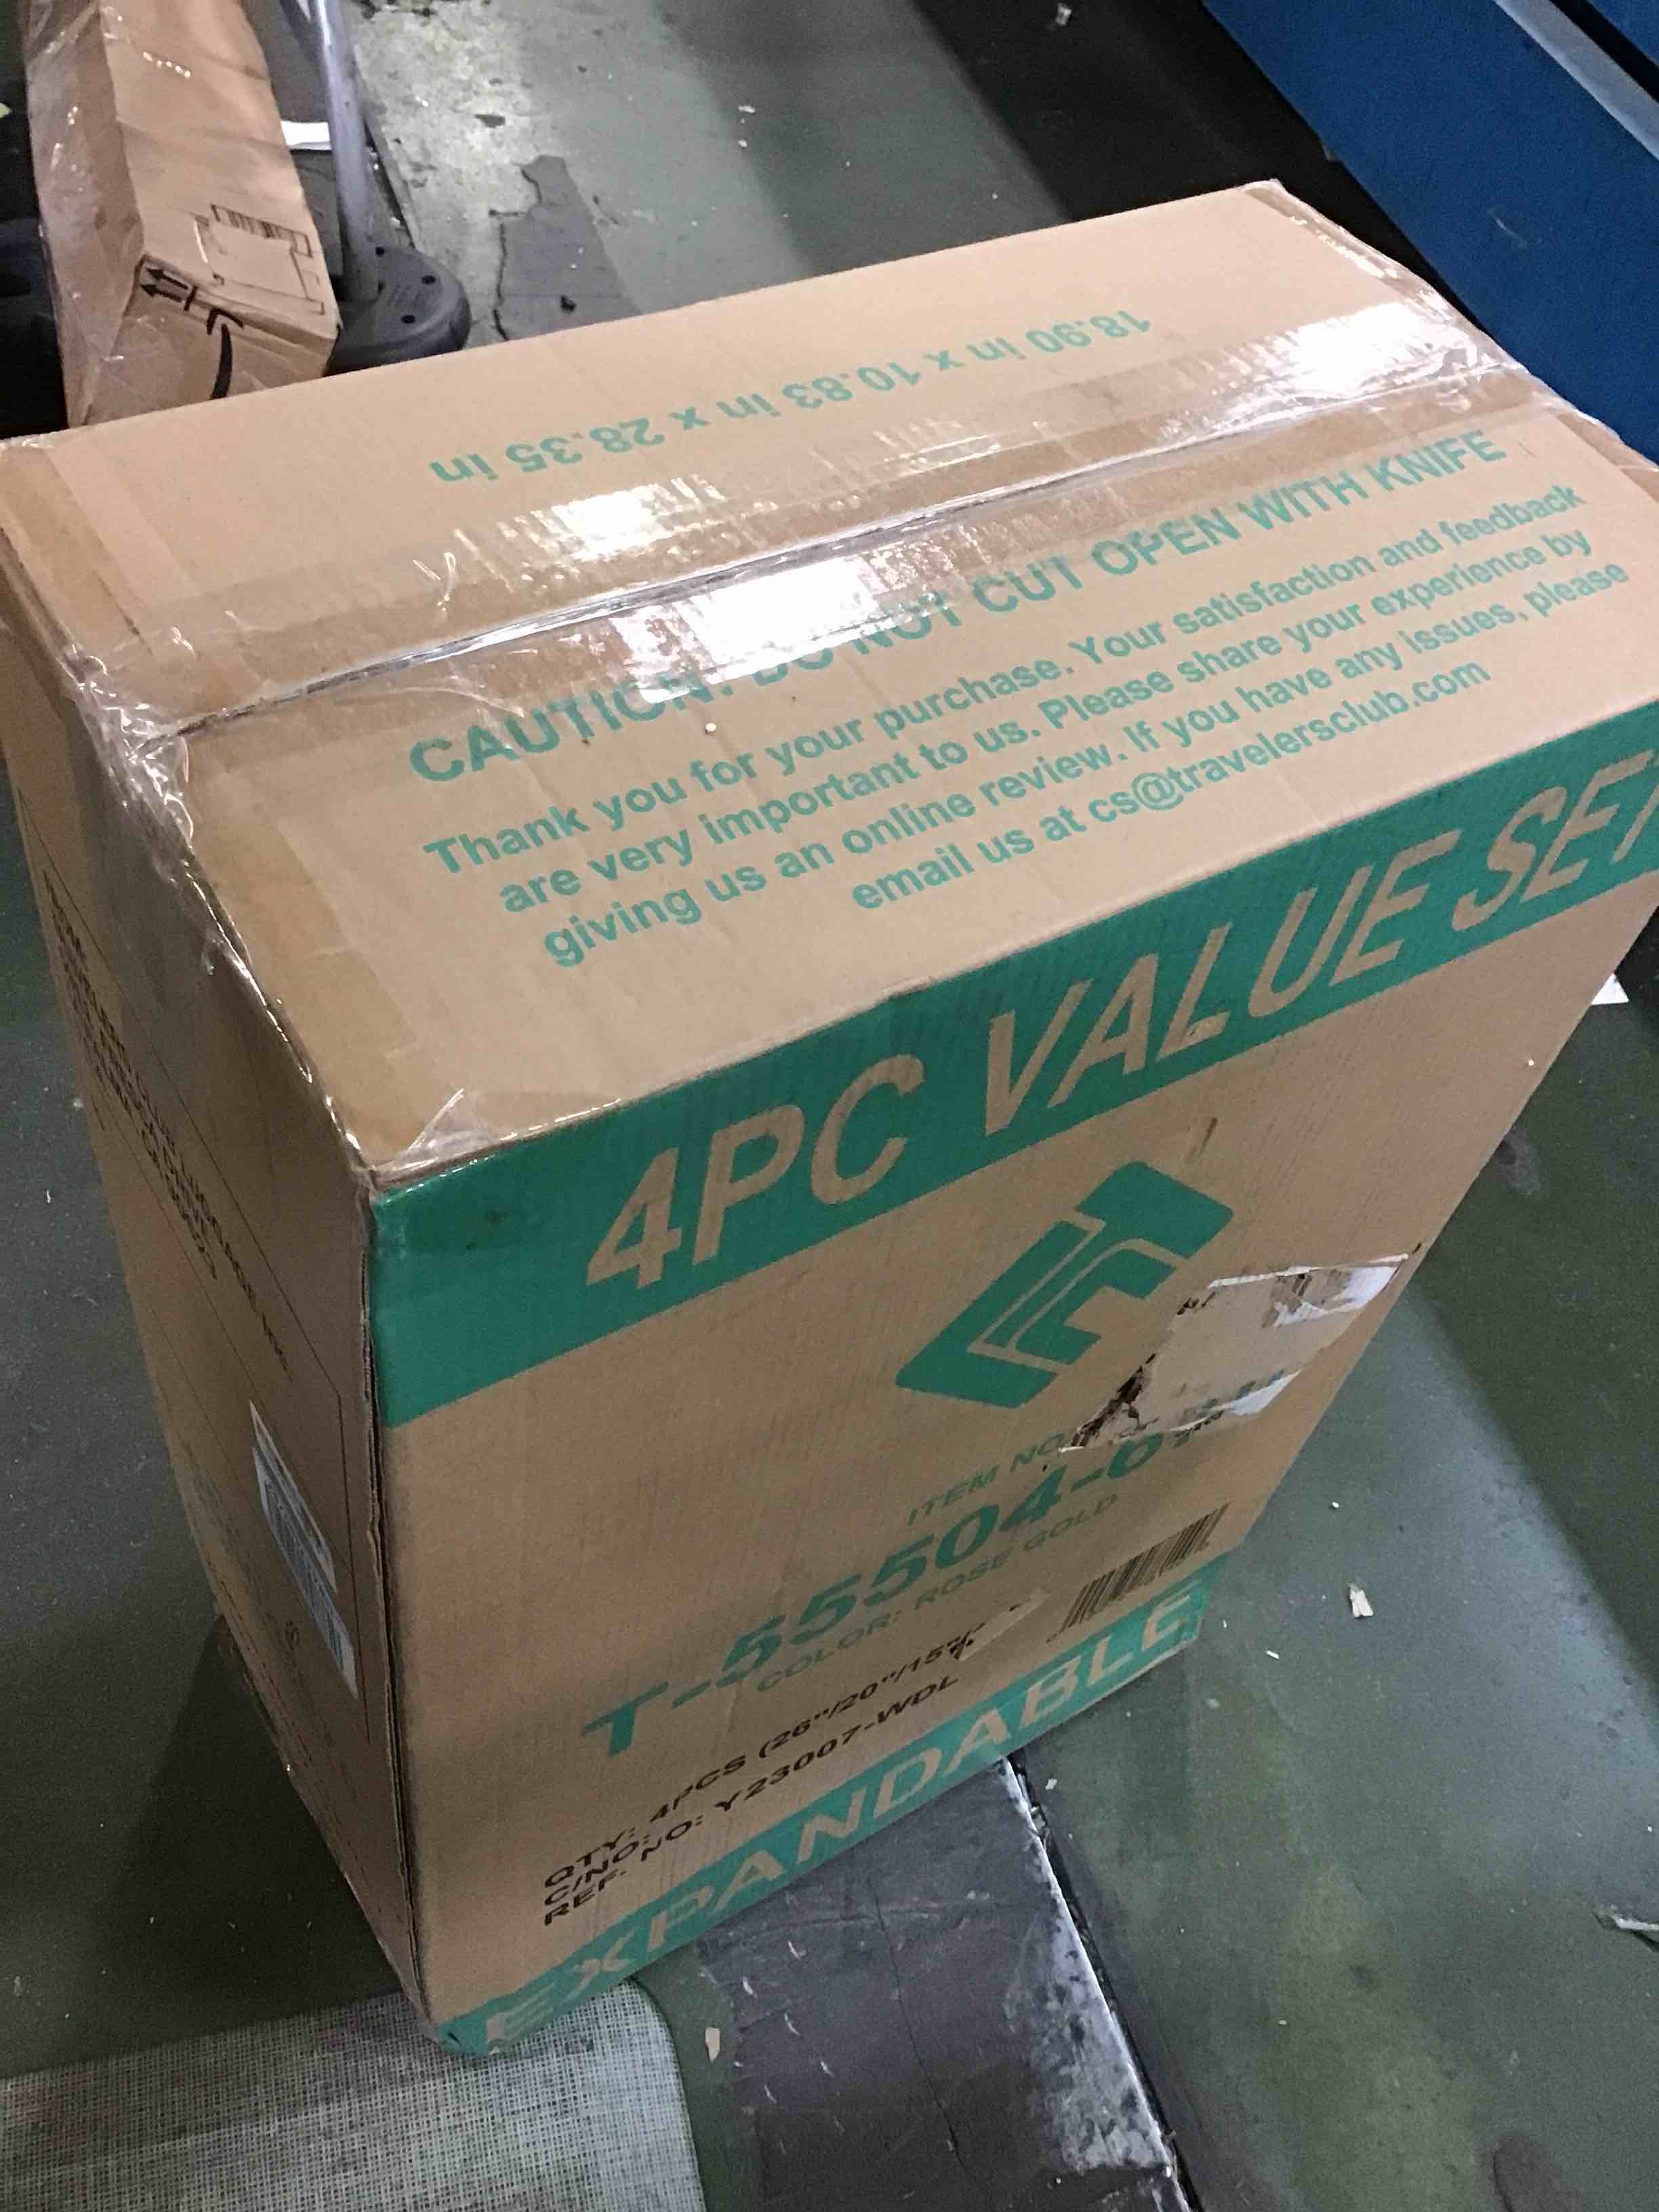 18.90 in x 10.83 in x 28.35 in
CAUTION: DO NOT CUT OPEN WITH KNIFE
Thank you for your purchase. Your satisfaction and feedback
are very important to us. Please share your experience by
giving us an online review. If you have any issues, please
email us at cs@travelersclub.com
4PC VALUE SET
ITEM NO
T-55504-0
COLOR: ROSE GOLD
QTY: 4PCS (26"/20"/15"/
C/NO:
REF. NO: Y23007-WDL
EXPANDABLE